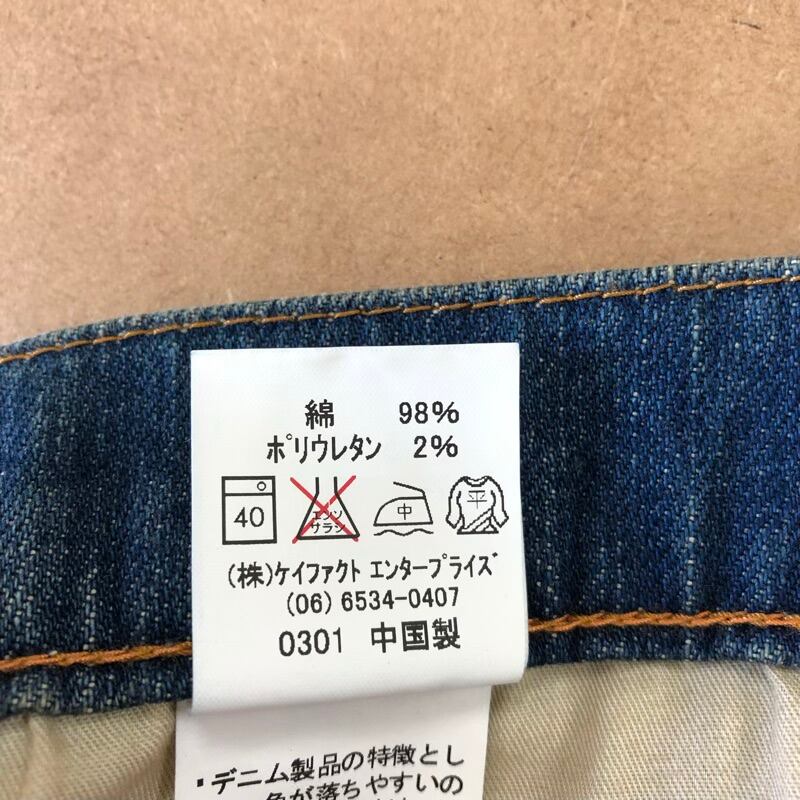 綿 98%
ポリウレタン 2%
40 エンソ 中 平
サラシ
(株)ケイファクト エンタープライズ
(06) 6534-0407
0301 中国製
・デニム製品の特徴とし
色が落ちやすいの